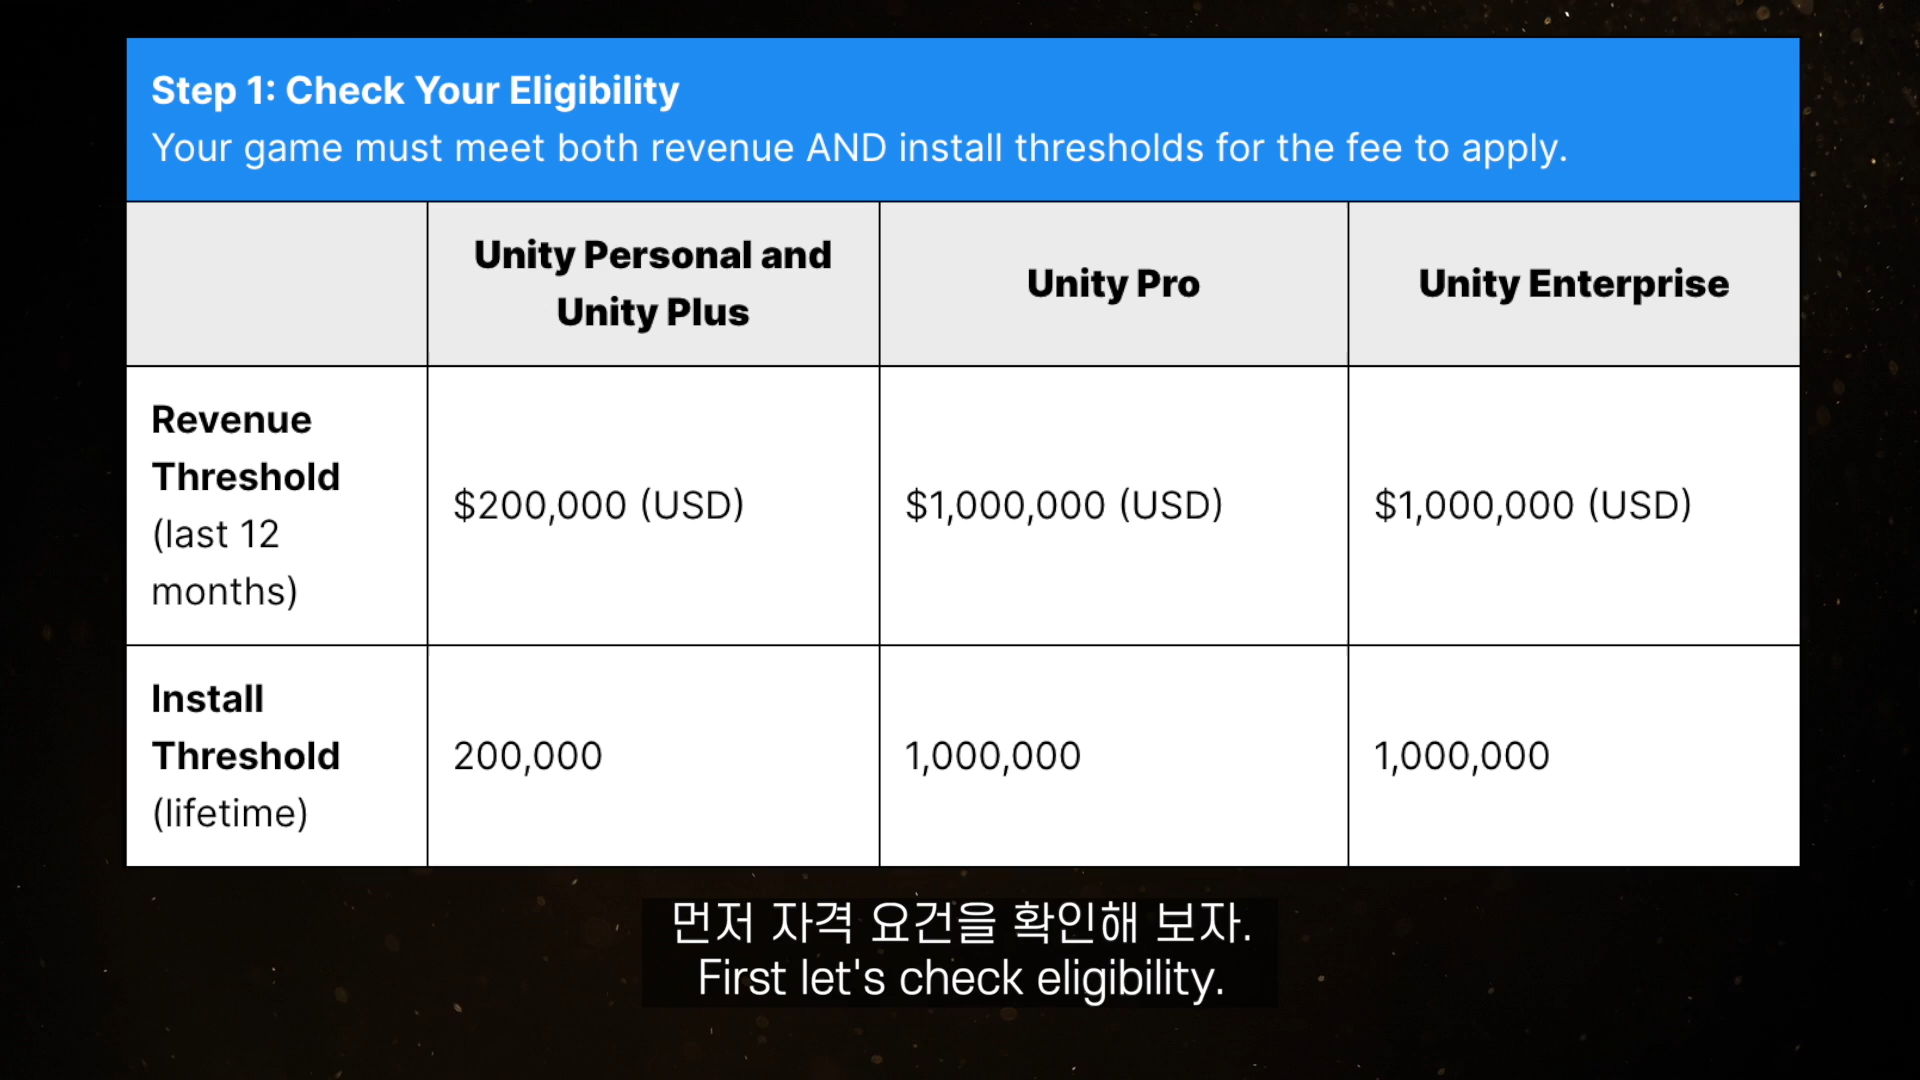 Step 1: Check Your Eligibility
Your game must meet both revenue AND install thresholds for the fee to apply.
Unity Personal and
Unity Plus
Unity Pro
Unity Enterprise
Revenue
Threshold
(last 12
months)
$200,000 (USD)
$1,000,000 (USD)
$1,000,000 (USD)
Install
Threshold
(lifetime)
200,000
1,000,000
1,000,000
먼저 자격 요건을 확인해 보자.
First let's check eligibility.